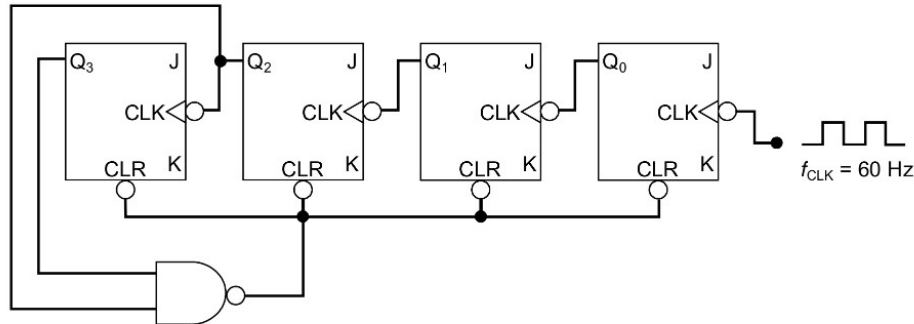 Q3 J Q2 J Q1 J Q0 J
CLK CLK CLK CLK
CLR K CLR K CLR K CLR K
fCLK = 60 Hz